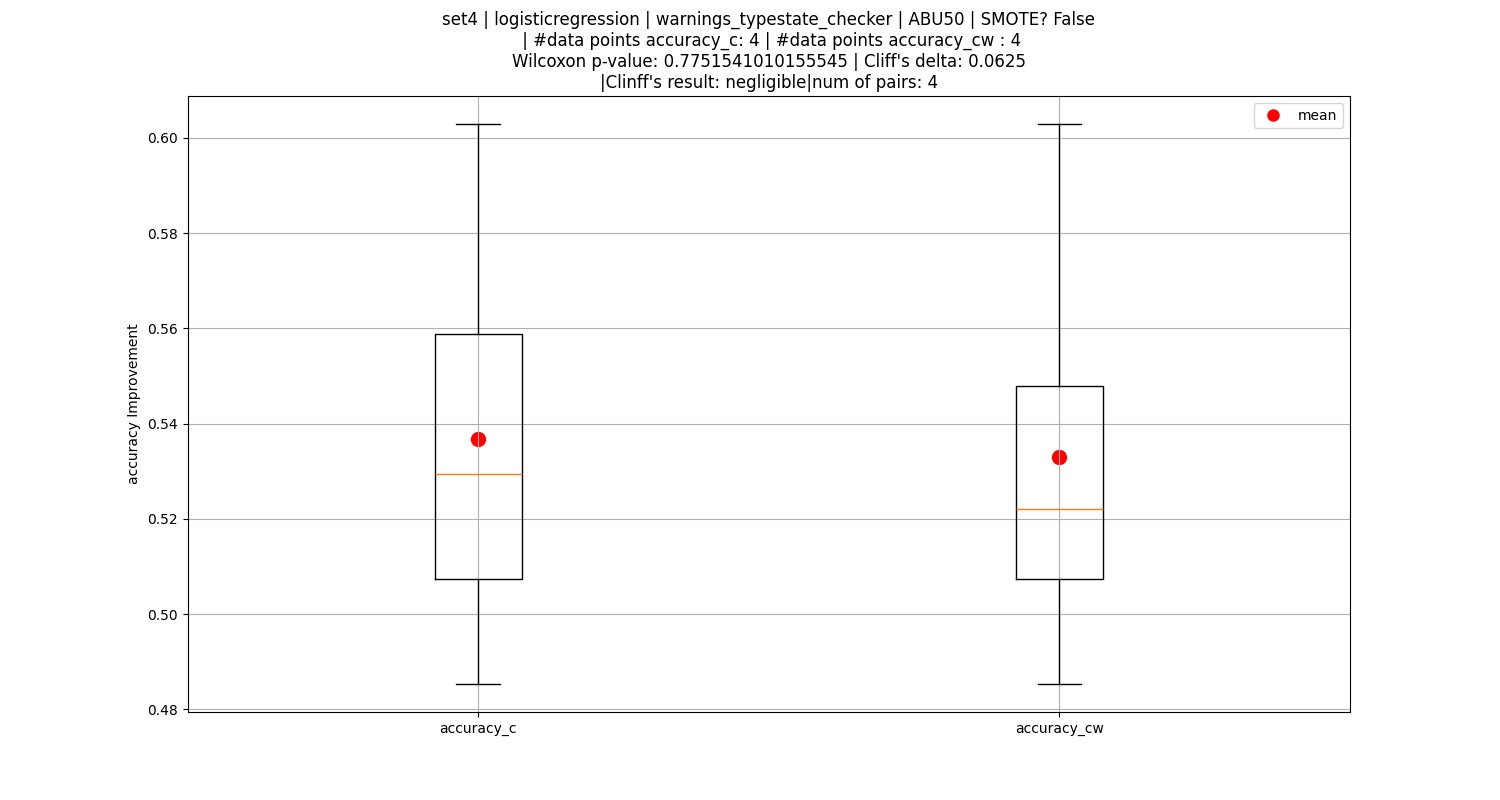 set4 | logisticregression | warnings_typestate_checker | ABU50 | SMOTE? False
| #data points accuracy_c: 4 | #data points accuracy_cw : 4
Wilcoxon p-value: 0.7751541010155545 | Cliff's delta: 0.0625
|Clinff's result: negligible|num of pairs: 4
mean
0.60
0.58
0.56
0.54
0.52
0.50
0.48
accuracy Improvement
accuracy_c
accuracy_cw